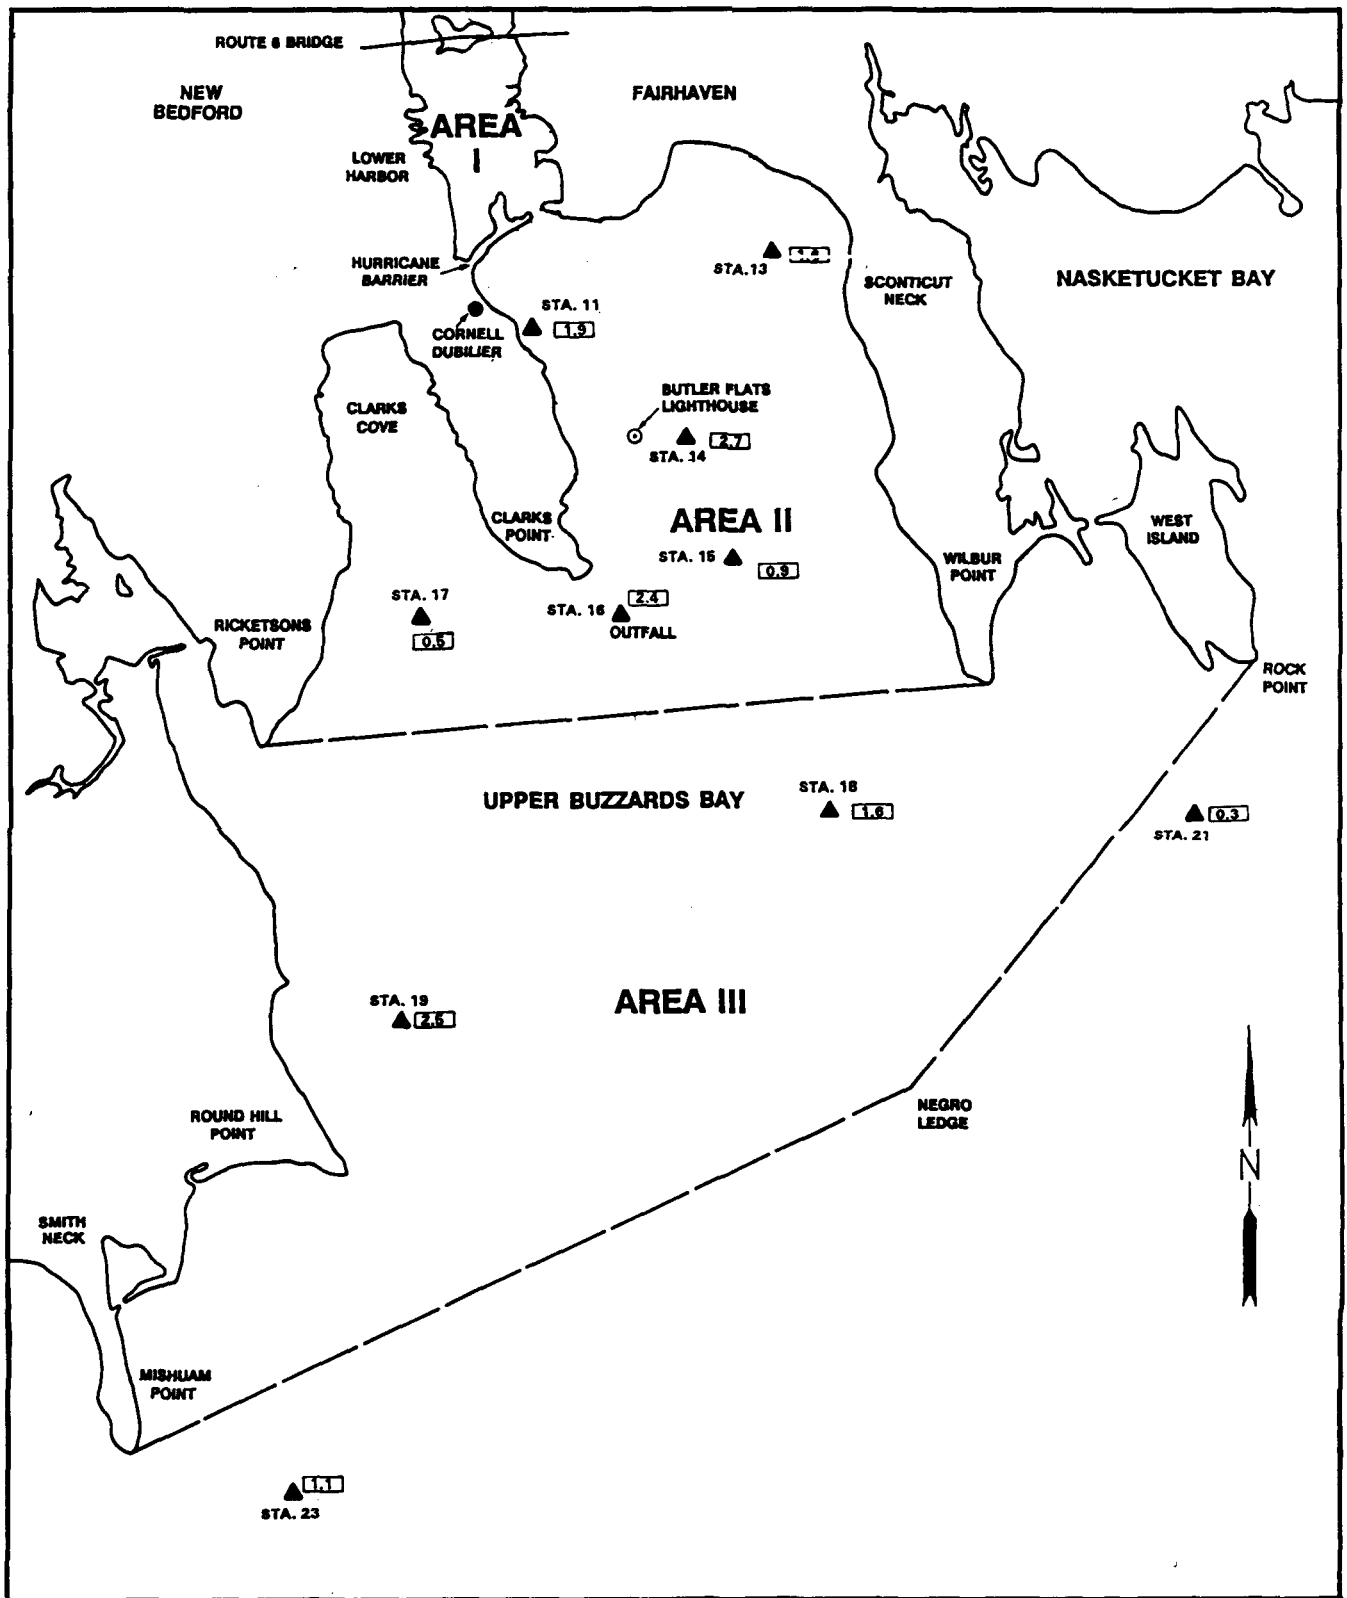 ROUTE 6 BRIDGE
NEW
BEDFORD
FAIRHAVEN
AREA
I
LOWER
HARBOR
HURRICANE
BARRIER
STA.13
SCONTICUT
NECK
NASKETUCKET BAY
STA. 11
1.9
CORNELL
DUBILIER
BUTLER FLATS
LIGHTHOUSE
CLARKS
COVE
2.7
STA. 14
CLARKS
POINT
AREA II
WEST
ISLAND
STA. 15
0.9
WILBUR
POINT
STA. 17
0.5
STA. 16
2.4
OUTFALL
RICKETSONS
POINT
ROCK
POINT
UPPER BUZZARDS BAY
STA. 18
1.6
0.3
STA. 21
AREA III
STA. 19
2.5
NEGRO
LEDGE
ROUND HILL
POINT
N
SMITH
NECK
MISHUAM
POINT
1.1
STA. 23